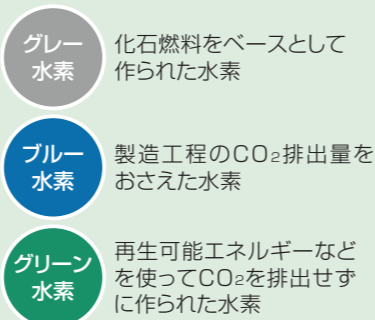 グレー
水素
化石燃料をベースとして
作られた水素
ブルー
水素
製造工程のCO₂排出量を
おさえた水素
グリーン
水素
再生可能エネルギーなど
を使ってCO₂を排出せず
に作られた水素